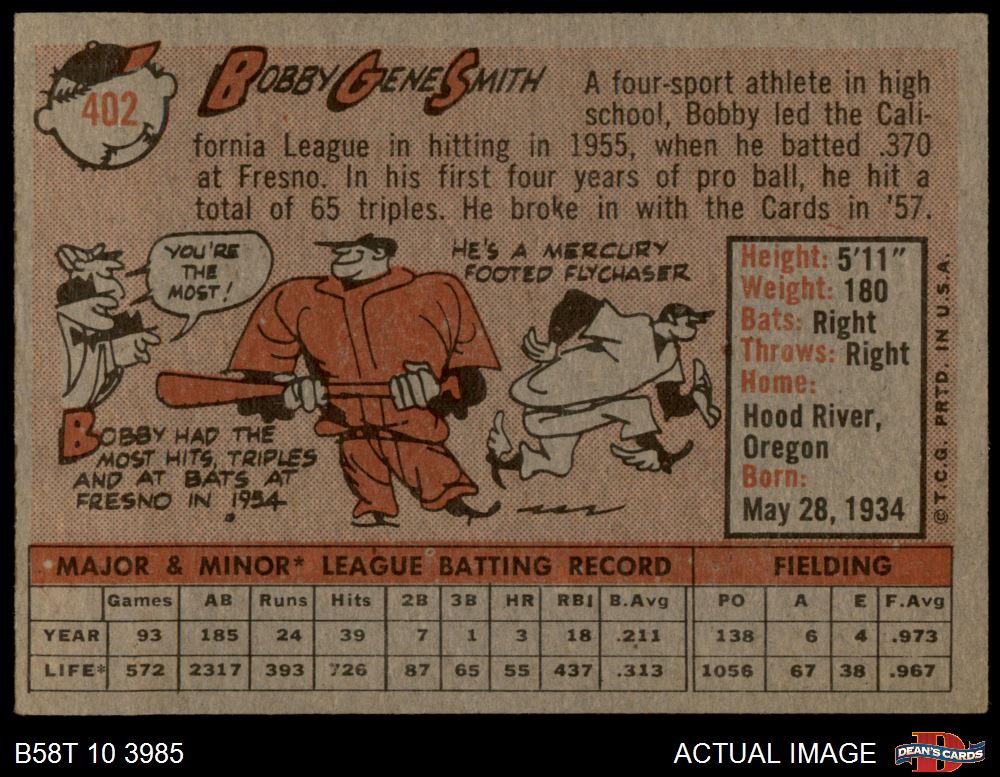 402
BOBBY GENE SMITH
A four-sport athlete in high
school, Bobby led the Cali-
fornia League in hitting in 1955, when he batted .370
at Fresno. In his first four years of pro ball, he hit a
total of 65 triples. He broke in with the Cards in '57.
YOU'RE
THE
MOST!
BOBBY HAD THE
MOST HITS, TRIPLES
AND AT BATS AT
FRESNO IN 1954.
HE'S A MERCURY
FOOTED FLYCHASER
Height: 5'11"
Weight: 180
Bats: Right
Throws: Right
Home:
Hood River,
Oregon
Born:
May 28, 1934
© T.C.G. PRTD. IN U.S.A.
MAJOR & MINOR* LEAGUE BATTING RECORD FIELDING
Games AB Runs Hits 2B 3B HR RBI B.Avg PO A E F.Avg
YEAR 93 185 24 39 7 1 3 18 .211 138 6 4 .973
LIFE* 572 2317 393 726 87 65 55 437 .313 1056 67 38 .967
B58T 10 3985
ACTUAL IMAGE
D
DEAN'S CARDS